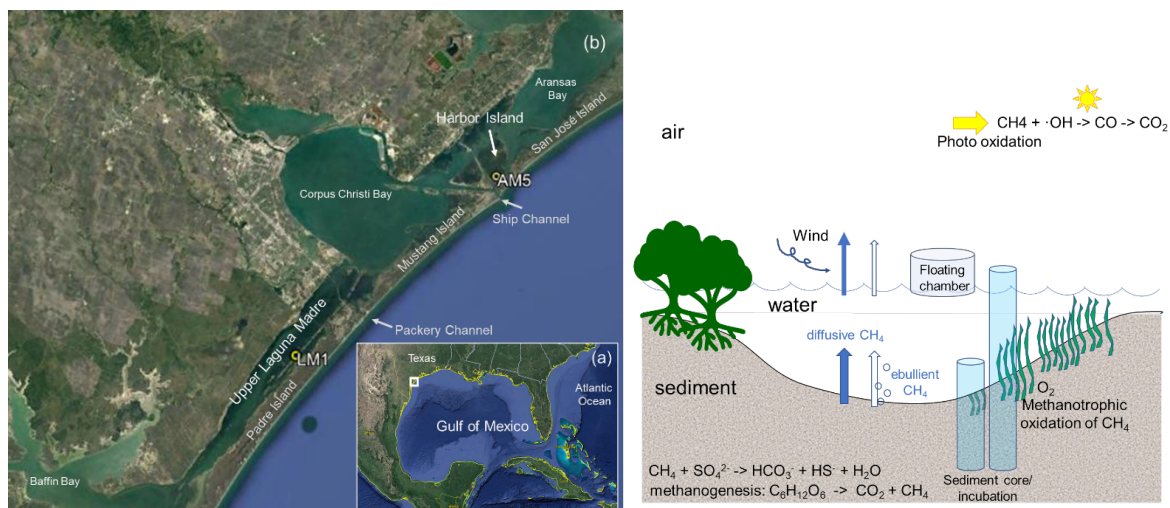 (b)
Aransas
Bay
Harbor Island
San José Island
AM5
Corpus Christi Bay
Ship Channel
Mustang Island
Packery Channel
Upper Laguna Madre
LM1
Padre Island
Baffin Bay
(a)
Texas
Atlantic
Ocean
Gulf of Mexico
air
CH4 + ·OH -> CO -> CO₂
Photo oxidation
Wind
Floating
chamber
water
diffusive CH₄
ebullient
CH₄
sediment
O₂
Methanotrophic
oxidation of CH₄
CH₄ + SO₄²⁻ -> HCO₃⁻ + HS⁻ + H₂O
methanogenesis: C₆H₁₂O₆ -> CO₂ + CH₄
Sediment core/
incubation